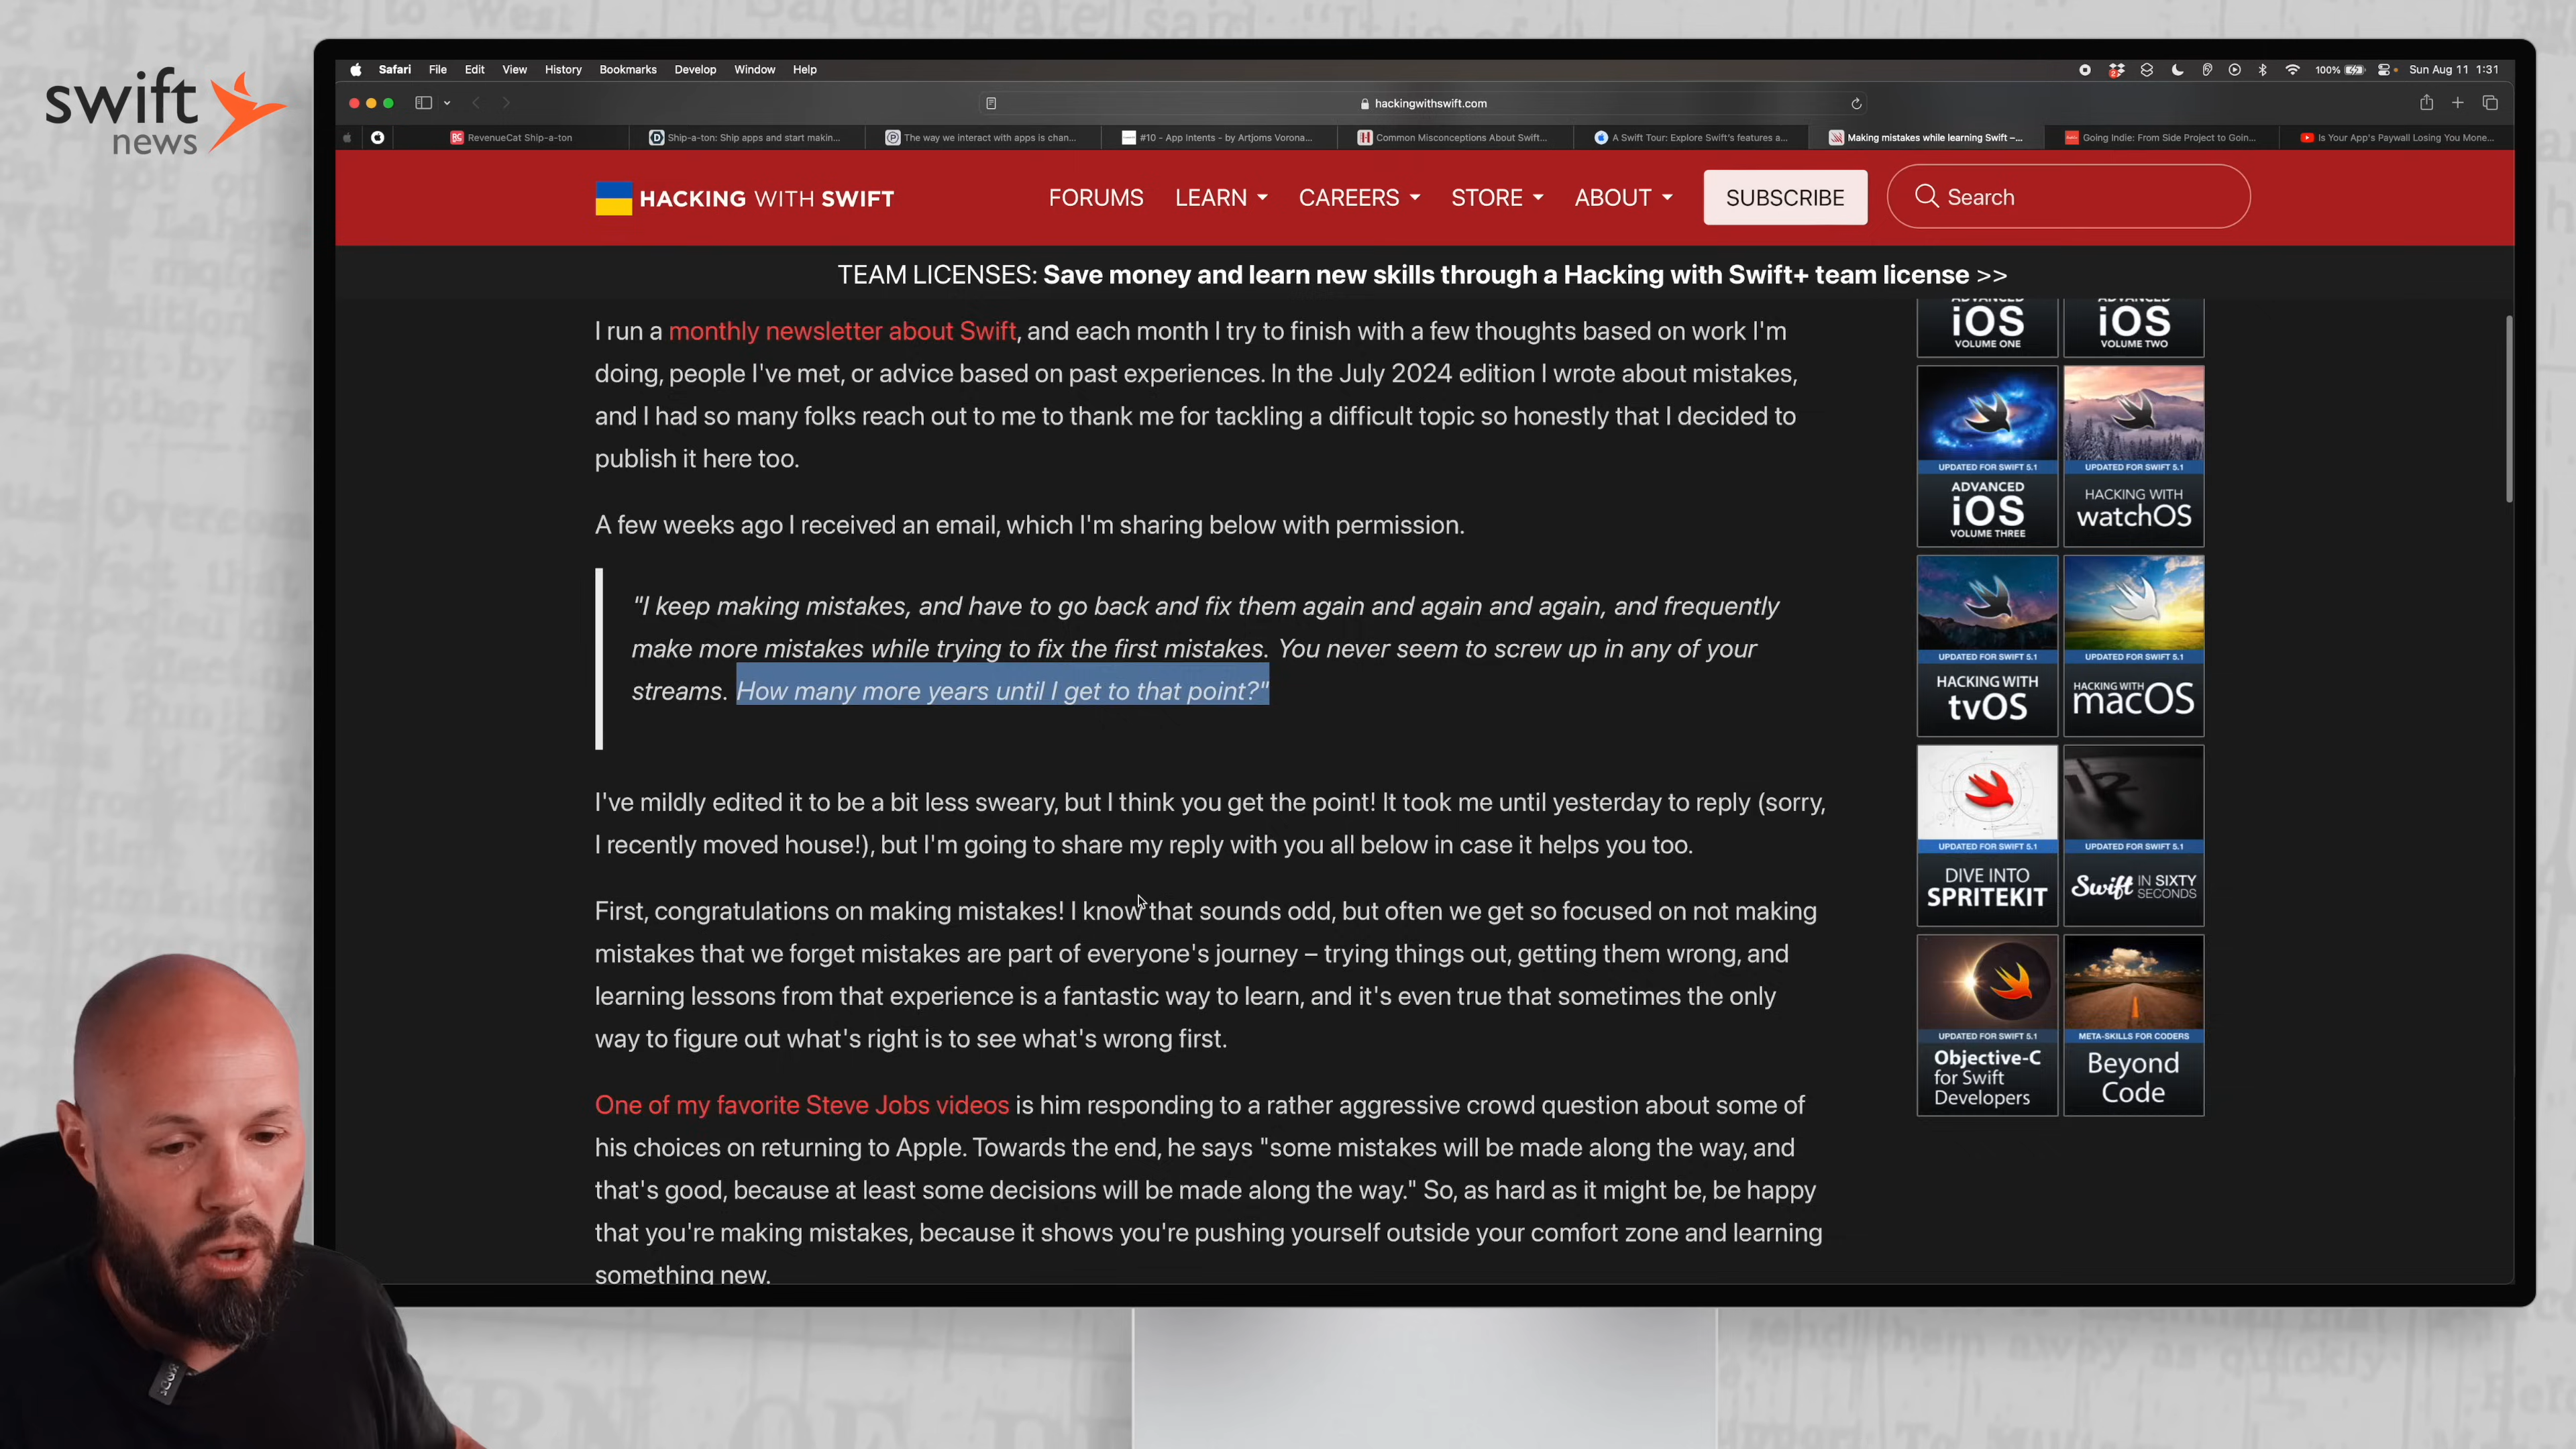 swift
news
Safari File Edit View History Bookmarks Develop Window Help
100% Sun Aug 11 1:31
hackingwithswift.com
RevenueCat Ship-a-ton
Ship-a-ton: Ship apps and start makin...
The way we interact with apps is chan...
#10 - App Intents - by Artjoms Vorona...
Common Misconceptions About Swift...
A Swift Tour: Explore Swift's features a...
Making mistakes while learning Swift –...
Going Indie: From Side Project to Goin...
Is Your App's Paywall Losing You Mone...
HACKING WITH SWIFT
FORUMS LEARN CAREERS STORE ABOUT SUBSCRIBE Search
TEAM LICENSES: Save money and learn new skills through a Hacking with Swift+ team license >>
I run a monthly newsletter about Swift, and each month I try to finish with a few thoughts based on work I'm
doing, people I've met, or advice based on past experiences. In the July 2024 edition I wrote about mistakes,
and I had so many folks reach out to me to thank me for tackling a difficult topic so honestly that I decided to
publish it here too.
A few weeks ago I received an email, which I'm sharing below with permission.
"I keep making mistakes, and have to go back and fix them again and again and again, and frequently
make more mistakes while trying to fix the first mistakes. You never seem to screw up in any of your
streams. How many more years until I get to that point?"
I've mildly edited it to be a bit less sweary, but I think you get the point! It took me until yesterday to reply (sorry,
I recently moved house!), but I'm going to share my reply with you all below in case it helps you too.
First, congratulations on making mistakes! I know that sounds odd, but often we get so focused on not making
mistakes that we forget mistakes are part of everyone's journey – trying things out, getting them wrong, and
learning lessons from that experience is a fantastic way to learn, and it's even true that sometimes the only
way to figure out what's right is to see what's wrong first.
One of my favorite Steve Jobs videos is him responding to a rather aggressive crowd question about some of
his choices on returning to Apple. Towards the end, he says "some mistakes will be made along the way, and
that's good, because at least some decisions will be made along the way." So, as hard as it might be, be happy
that you're making mistakes, because it shows you're pushing yourself outside your comfort zone and learning
something new.
ADVANCED
iOS
VOLUME ONE
ADVANCED
iOS
VOLUME TWO
UPDATED FOR SWIFT 5.1
ADVANCED
iOS
VOLUME THREE
UPDATED FOR SWIFT 5.1
HACKING WITH
watchOS
UPDATED FOR SWIFT 5.1
HACKING WITH
tvOS
UPDATED FOR SWIFT 5.1
HACKING WITH
macOS
UPDATED FOR SWIFT 5.1
DIVE INTO
SPRITEKIT
UPDATED FOR SWIFT 5.1
Swift IN SIXTY
SECONDS
UPDATED FOR SWIFT 5.1
Objective-C
for Swift
Developers
META-SKILLS FOR CODERS
Beyond
Code